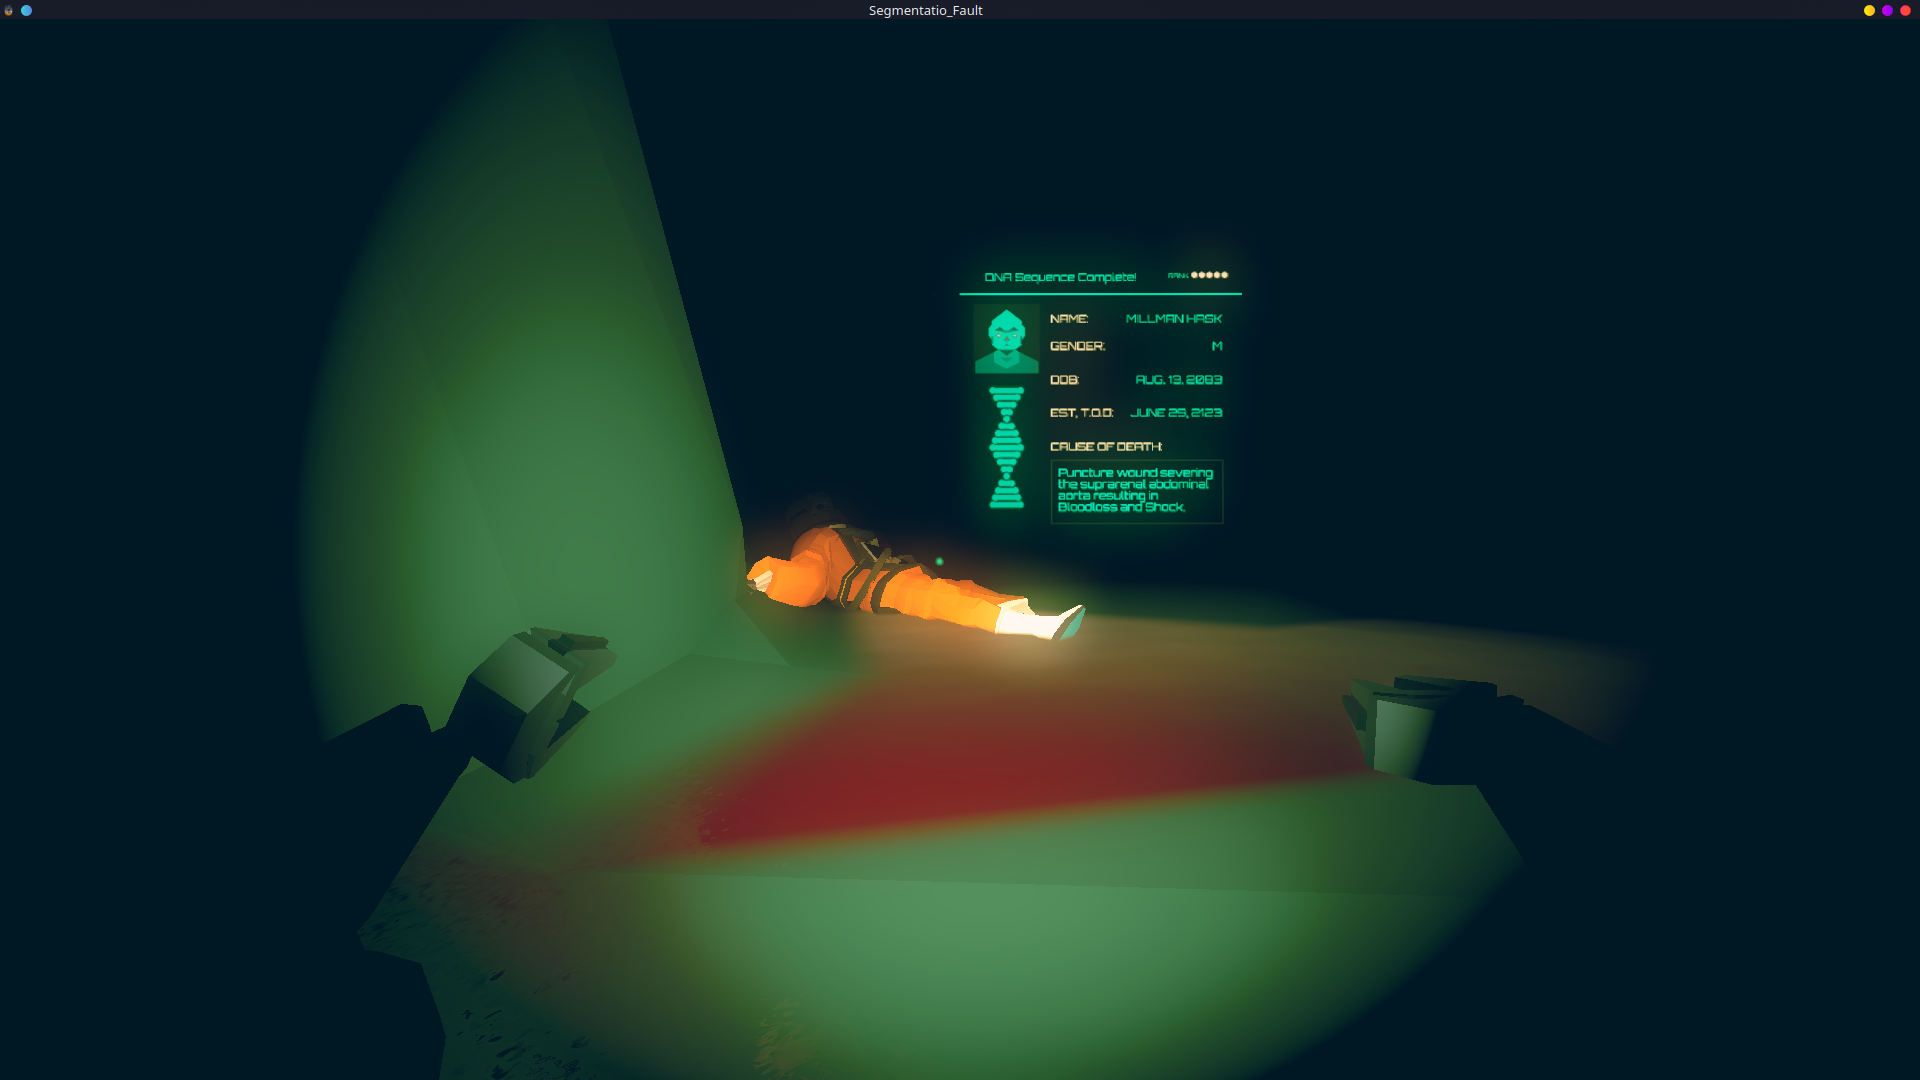 Segmentatio_Fault
DNA Sequence Complete!
RANK
NAME: MILLMAN HASK
GENDER: M
DOB: AUG. 13, 2083
EST, T.O.D: JUNE 25, 2123
CAUSE OF DEATH:
Puncture wound severing
the suprarenal abdominal
aorta resulting in
Bloodloss and Shock.